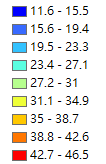 11.6 - 15.5
15.6 - 19.4
19.5 - 23.3
23.4 - 27.1
27.2 - 31
31.1 - 34.9
35 - 38.7
38.8 - 42.6
42.7 - 46.5